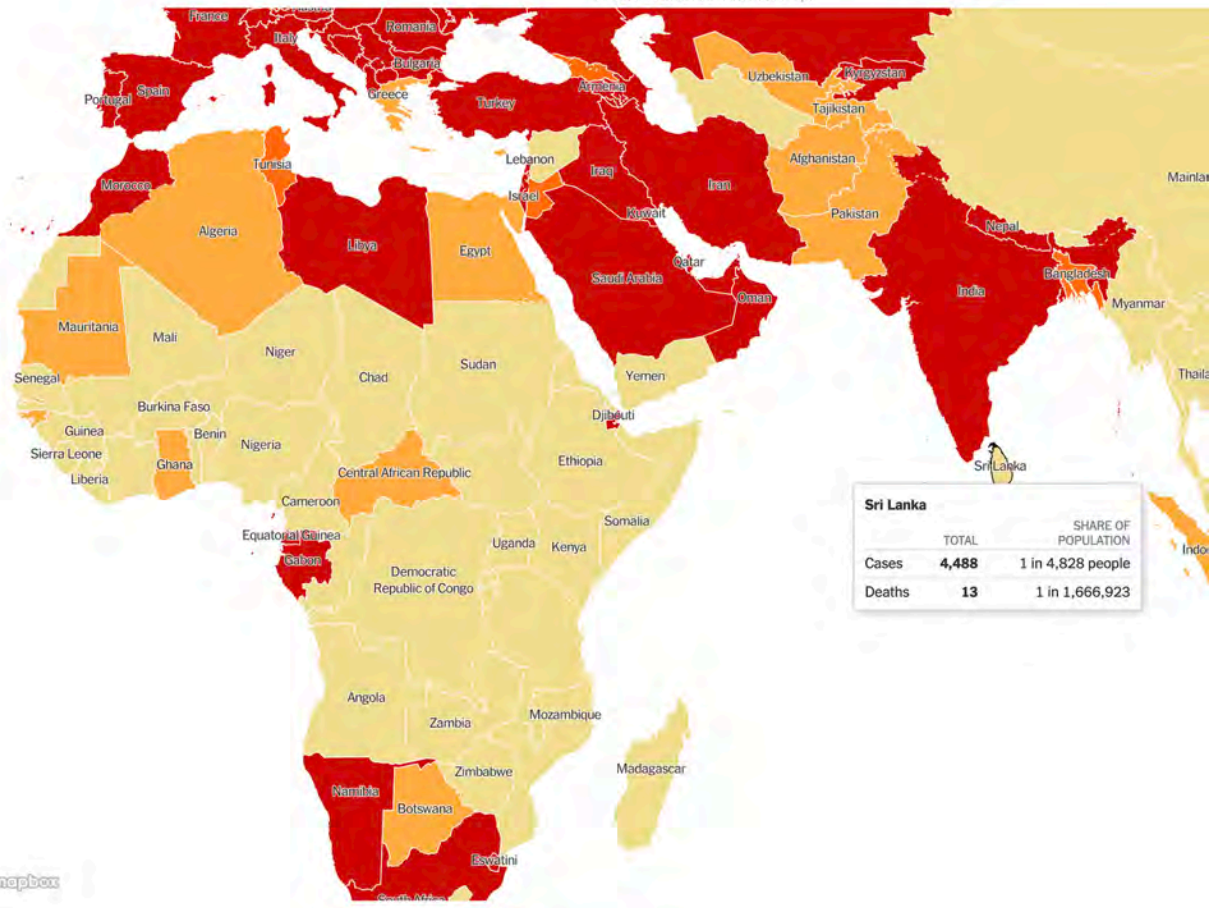 France
Romania
Italy
Bulgaria
Portugal
Spain
Greece
Turkey
Armenia
Uzbekistan
Kyrgyzstan
Tajikistan
Tunisia
Lebanon
Iraq
Iran
Afghanistan
Morocco
Israel
Kuwait
Pakistan
Mainlan
Algeria
Libya
Egypt
Nepal
Qatar
Saudi Arabia
Oman
Bangladesh
India
Myanmar
Mauritania
Mali
Niger
Chad
Sudan
Yemen
Thaila
Senegal
Burkina Faso
Djibouti
Guinea
Benin
Nigeria
Sierra Leone
Ghana
Central African Republic
Ethiopia
Liberia
Sri Lanka
Cameroon
Somalia
Equatorial Guinea
Uganda
Kenya
Gabon
Democratic
Republic of Congo
Indo
Sri Lanka
TOTAL SHARE OF
POPULATION
Cases 4,488 1 in 4,828 people
Deaths 13 1 in 1,666,923
Angola
Zambia
Mozambique
Zimbabwe
Madagascar
Namibia
Botswana
Eswatini
South Africa
mapbox